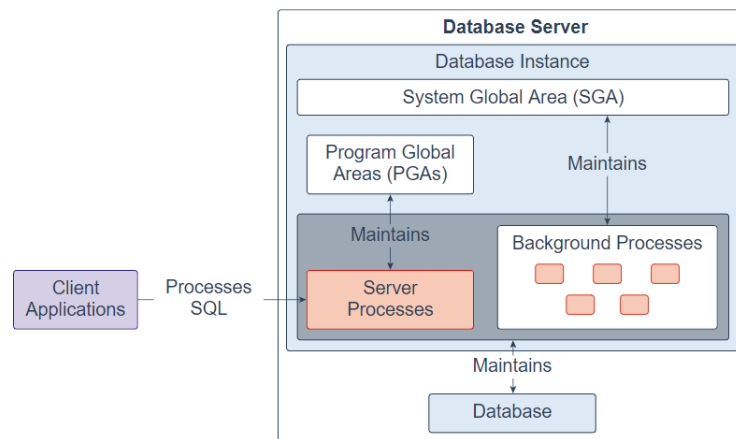 Database Server
Database Instance
System Global Area (SGA)
Program Global
Areas (PGAs)
Maintains
Maintains
Background Processes
Client
Applications
Processes
SQL
Server
Processes
Maintains
Database